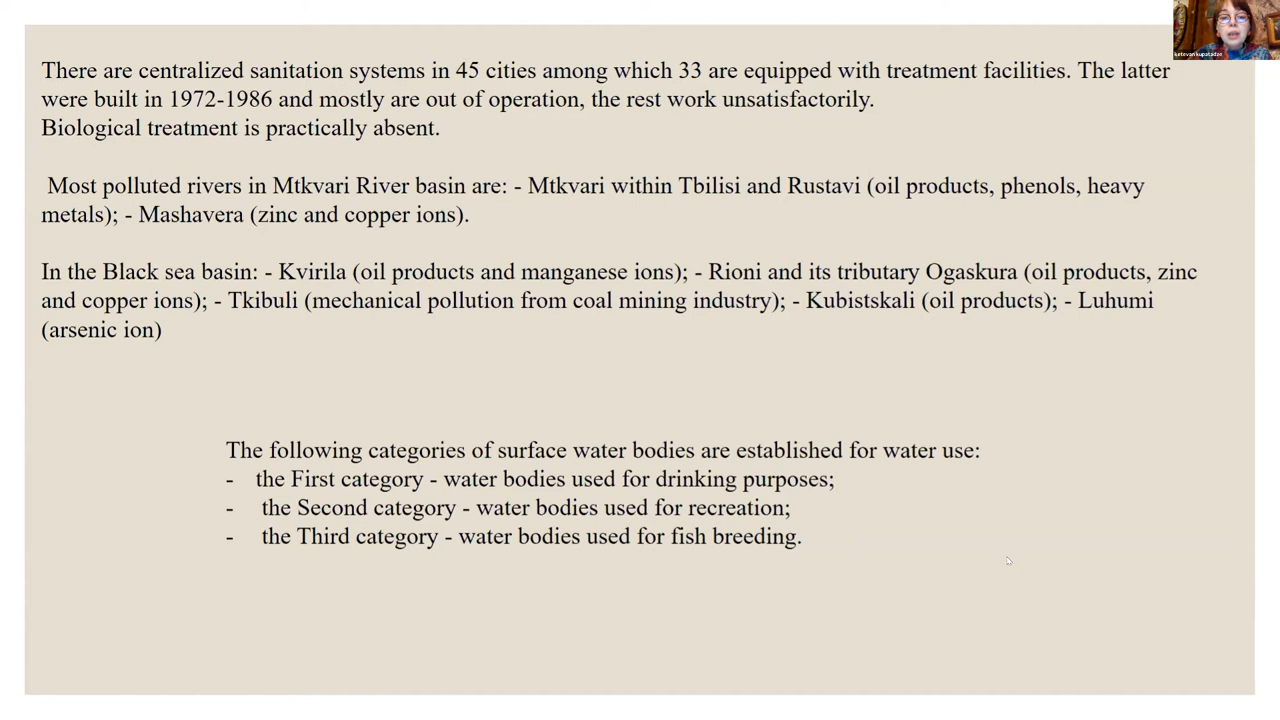 ketevan kupatadze
There are centralized sanitation systems in 45 cities among which 33 are equipped with treatment facilities. The latter
were built in 1972-1986 and mostly are out of operation, the rest work unsatisfactorily.
Biological treatment is practically absent.
Most polluted rivers in Mtkvari River basin are: - Mtkvari within Tbilisi and Rustavi (oil products, phenols, heavy
metals); - Mashavera (zinc and copper ions).
In the Black sea basin: - Kvirila (oil products and manganese ions); - Rioni and its tributary Ogaskura (oil products, zinc
and copper ions); - Tkibuli (mechanical pollution from coal mining industry); - Kubistskali (oil products); - Luhumi
(arsenic ion)
The following categories of surface water bodies are established for water use:
- the First category - water bodies used for drinking purposes;
- the Second category - water bodies used for recreation;
- the Third category - water bodies used for fish breeding.